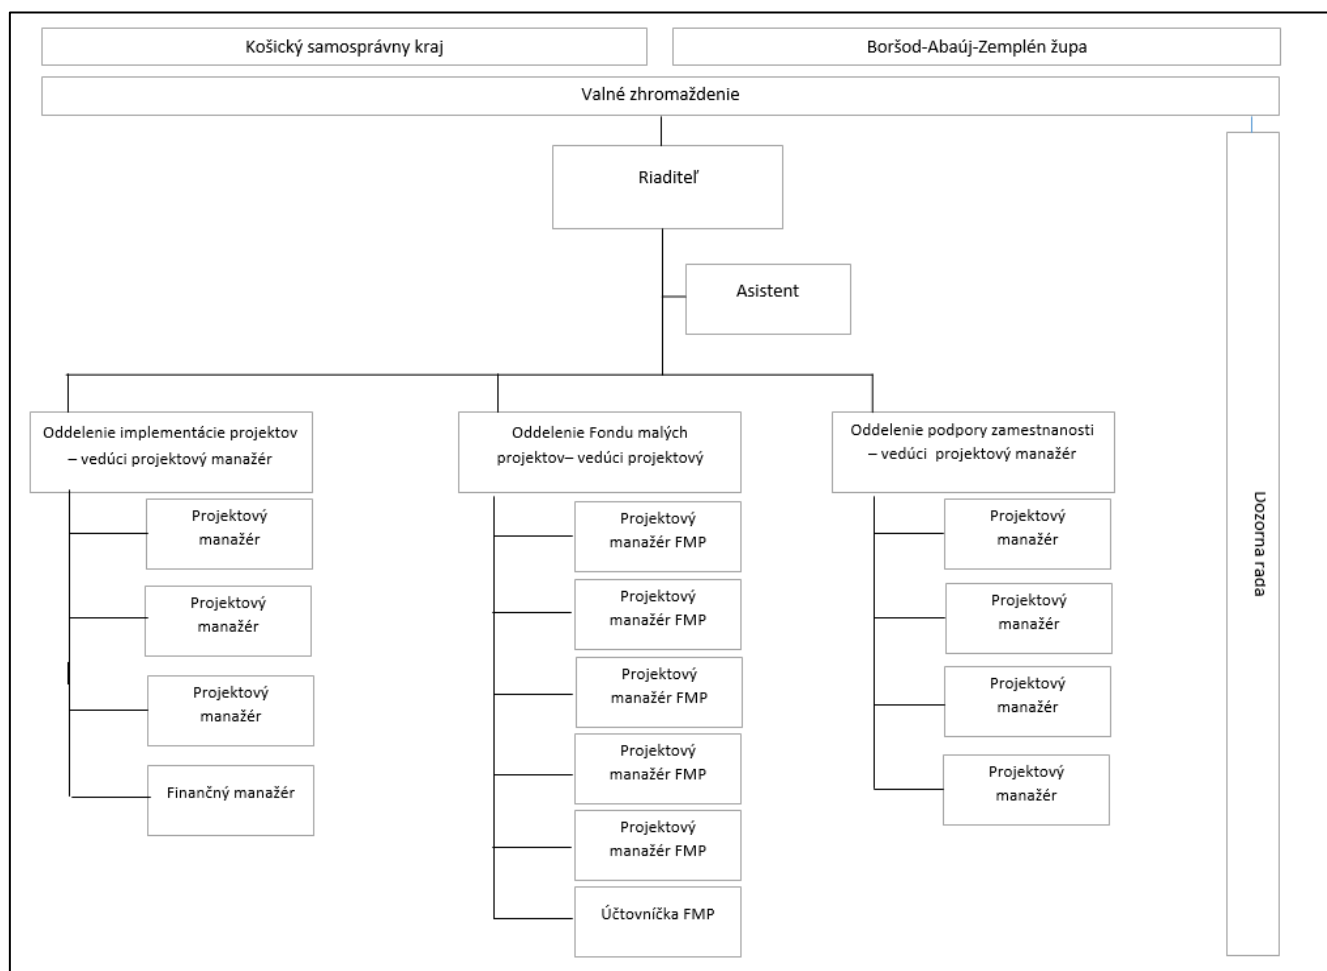 Košický samosprávny kraj
Boršod-Abaúj-Zemplén župa
Valné zhromaždenie
Riaditeľ
Asistent
Oddelenie implementácie projektov
– vedúci projektový manažér
Projektový
manažér
Projektový
manažér
Projektový
manažér
Finančný manažér
Oddelenie Fondu malých
projektov– vedúci projektový
Projektový
manažér FMP
Projektový
manažér FMP
Projektový
manažér FMP
Projektový
manažér FMP
Projektový
manažér FMP
Účtovníčka FMP
Oddelenie podpory zamestnanosti
– vedúci  projektový manažér
Projektový
manažér
Projektový
manažér
Projektový
manažér
Projektový
manažér
Dozorna rada